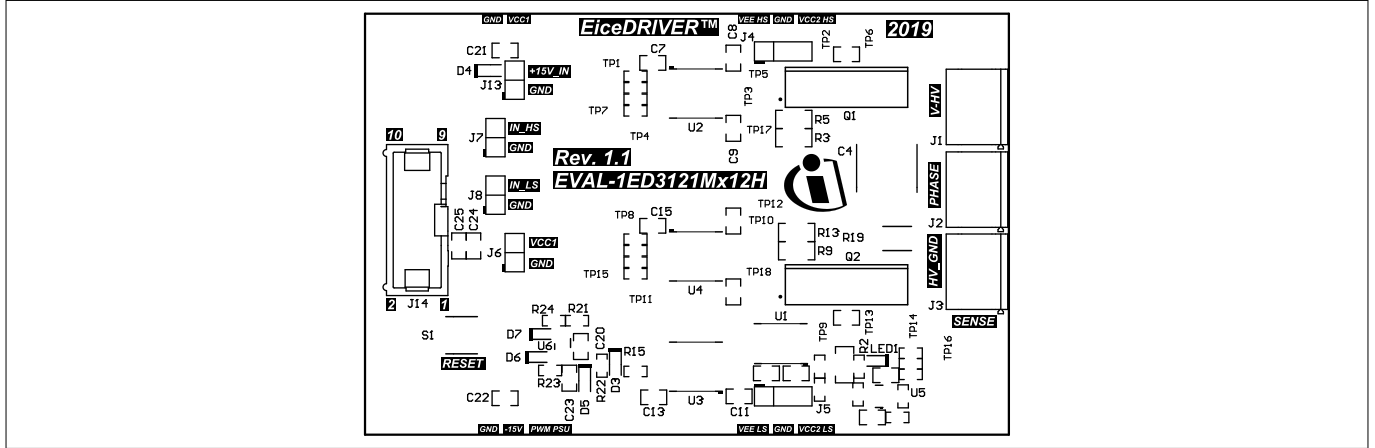 GND VCC1
EiceDRIVER™
VEE HS GND VCC2 HS
2019
C21
C7
C8
J4
TP2
TP6
D4
+15V_IN
J13
GND
TP1
TP5
TP3
TP7
TP4
U2
C9
TP17
R5
R3
Q1
V-HV
J1
10
9
J7
IN_HS
GND
Rev. 1.1
EVAL-1ED3121Mx12H
C4
J8
IN_LS
GND
PHASE
J2
C25
C24
TP8
C15
TP12
TP10
R13
R9
R19
J6
VCC1
GND
TP15
TP11
U4
TP18
Q2
HV_GND
J3
SENSE
2
J14
1
S1
RESET
R24
R21
D7
U6
D6
C20
R15
R23
C23
D5
R22
D3
U1
TP9
TP13
R2
LED1
TP14
TP16
U5
C22
C13
U3
C11
J5
GND -15V PWM PSU
VEE LS GND VCC2 LS